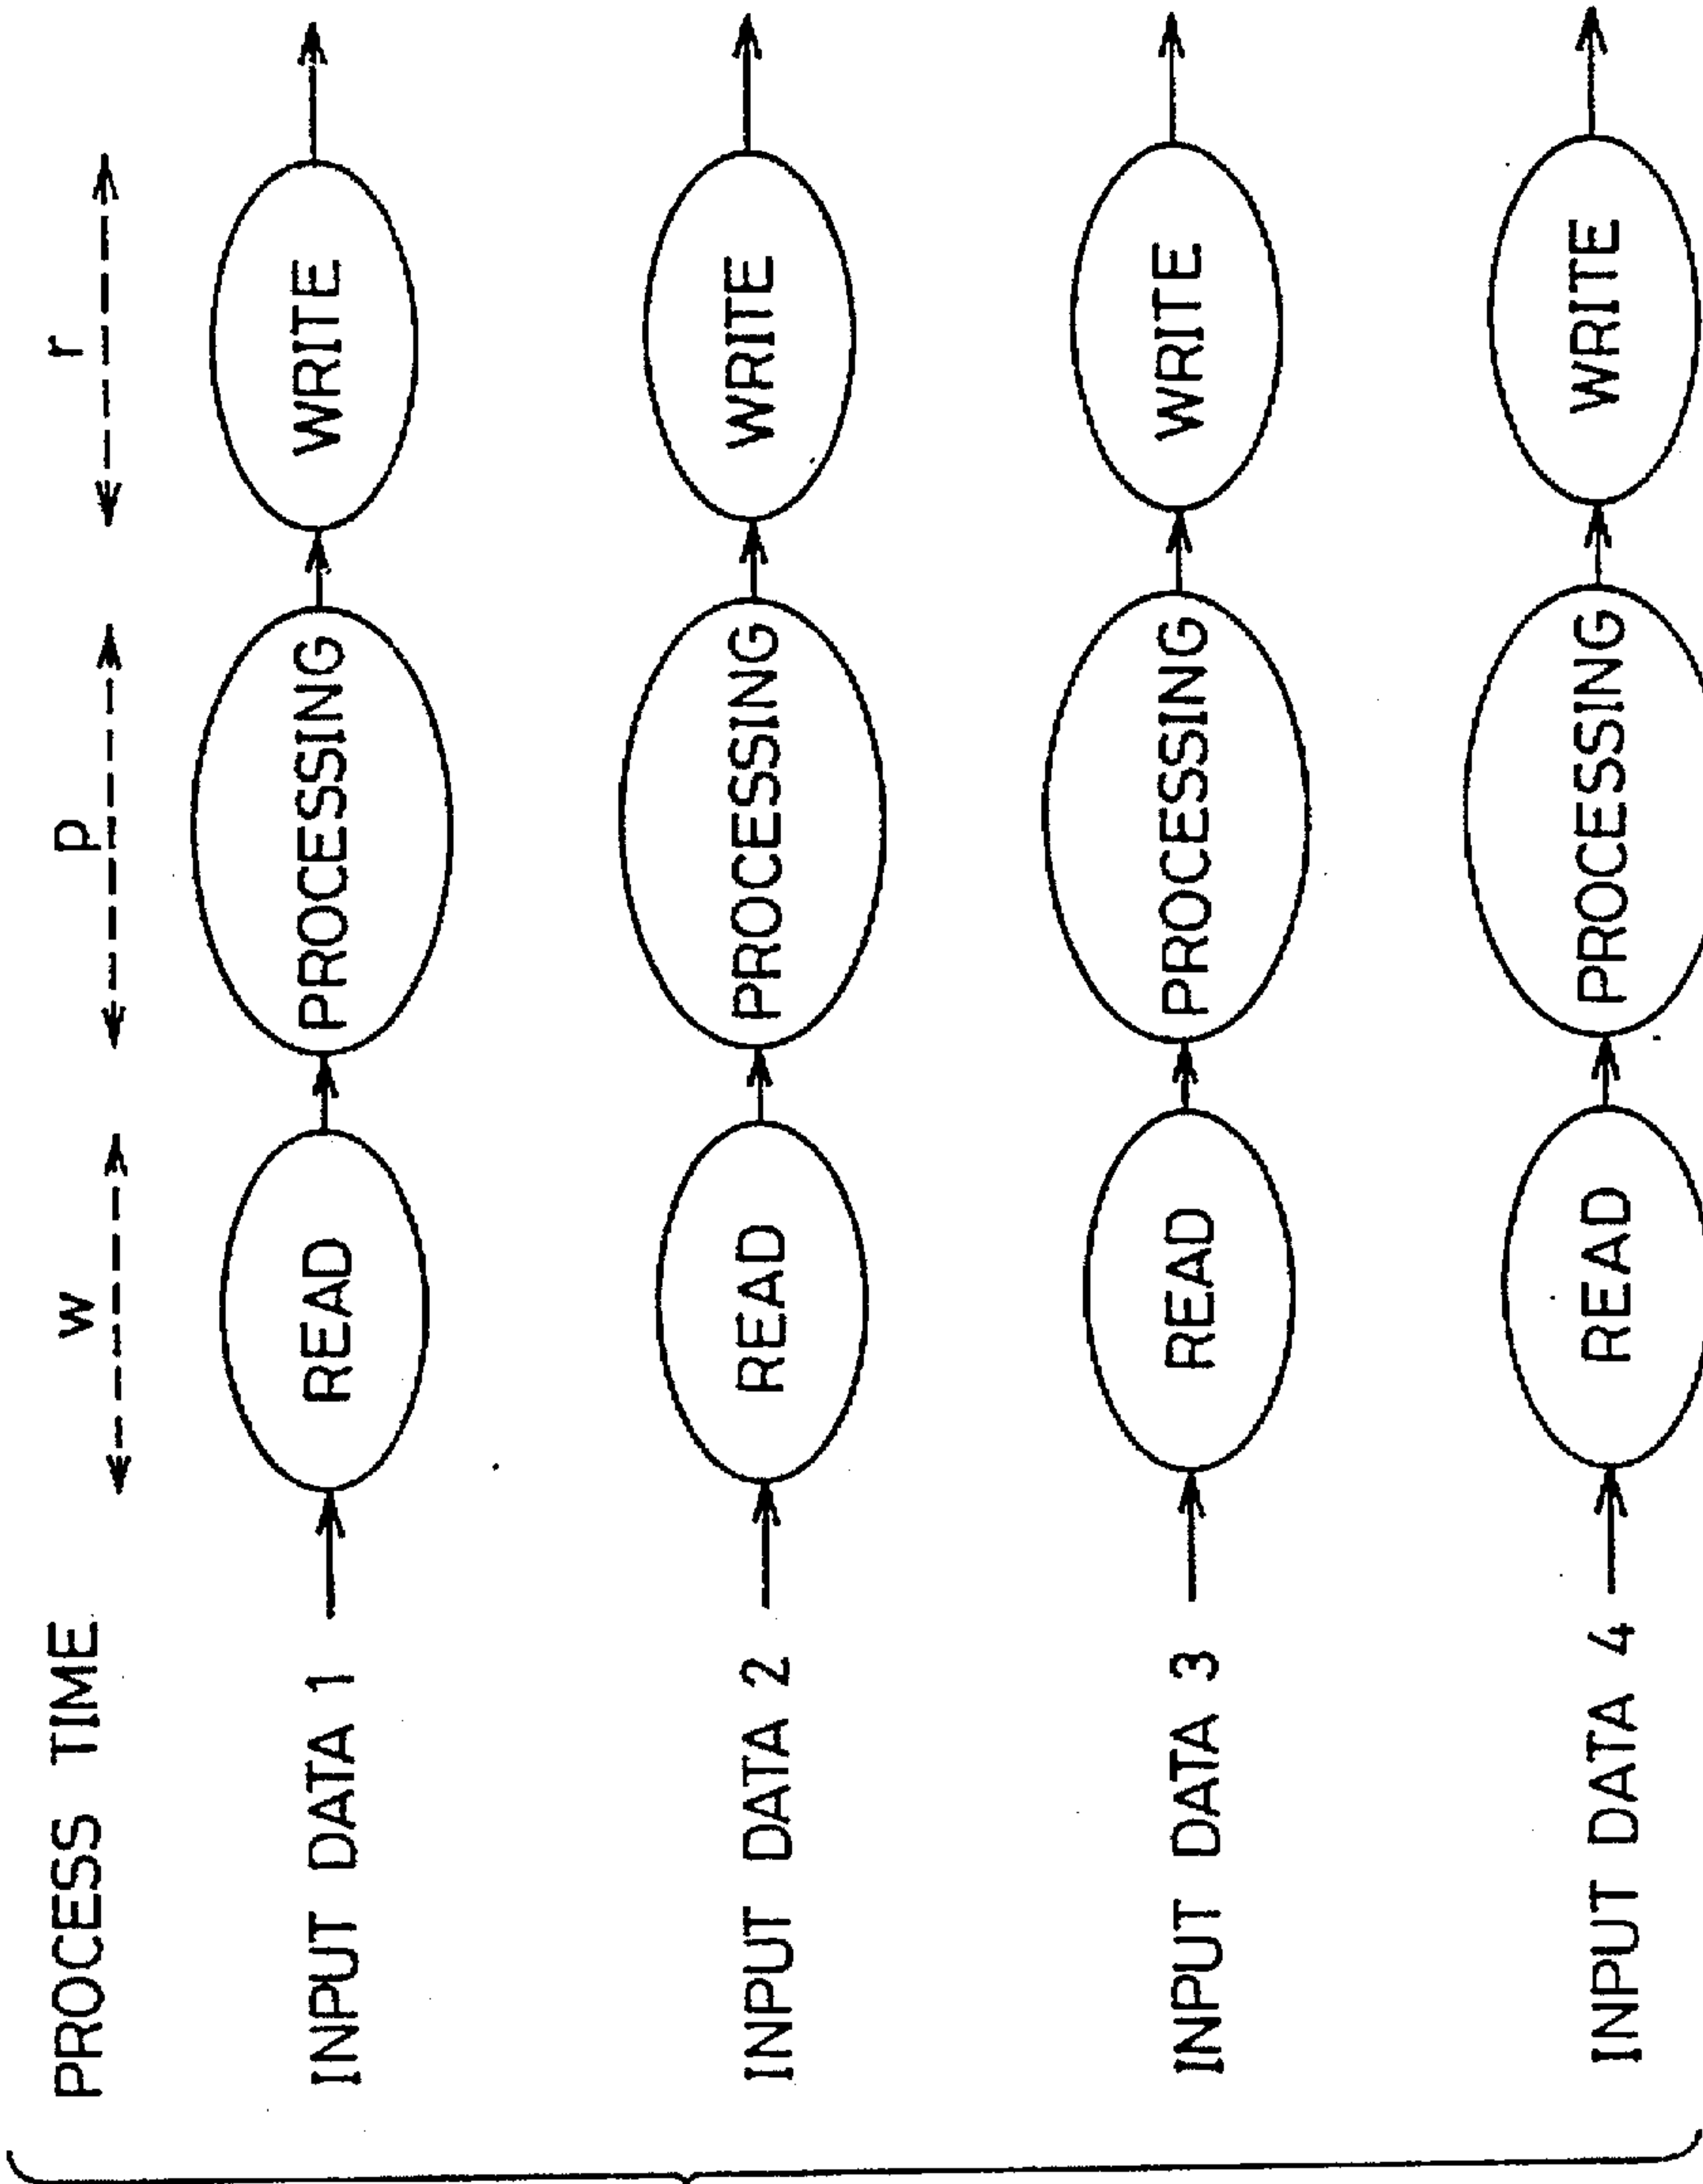 PROCESS TIME w p r
INPUT DATA 1 READ PROCESSING WRITE
INPUT DATA 2 READ PROCESSING WRITE
INPUT DATA 3 READ PROCESSING WRITE
INPUT DATA 4 READ PROCESSING WRITE